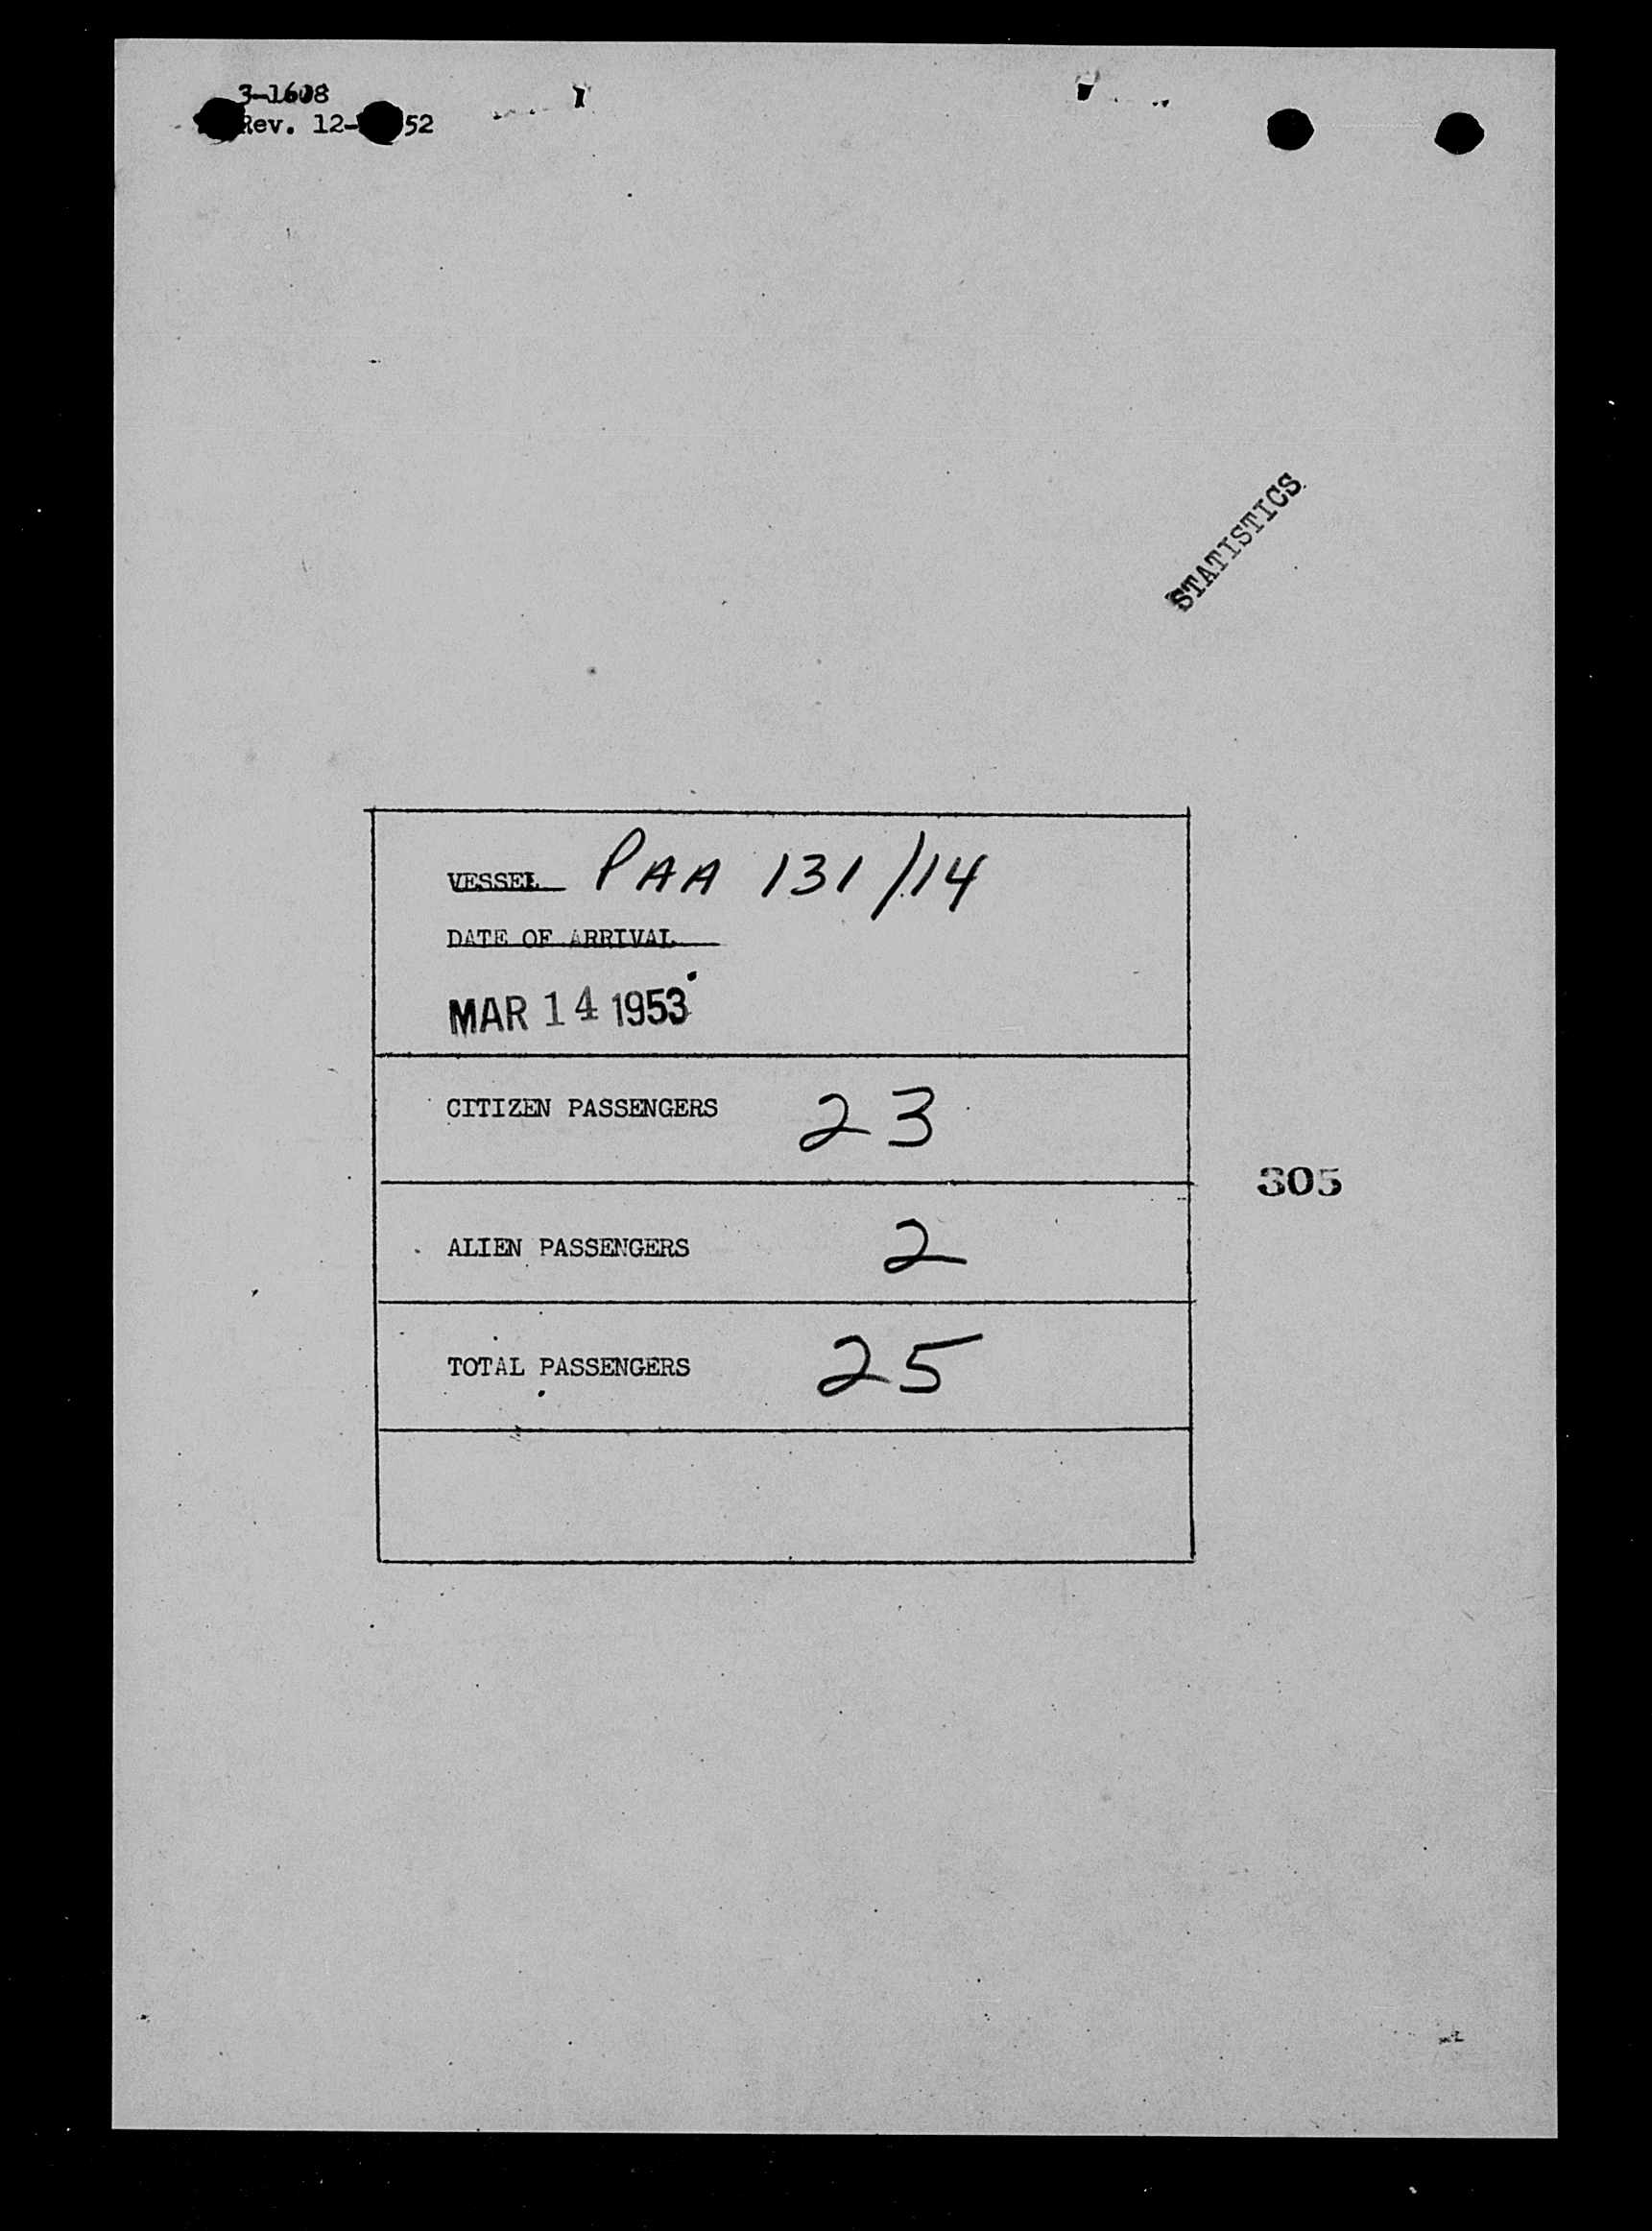 3-1608
Rev. 12- 52
STATISTICS
VESSEL PAA 131/14
DATE OF ARRIVAL
MAR 14 1953
CITIZEN PASSENGERS 23
305
ALIEN PASSENGERS 2
TOTAL PASSENGERS 25